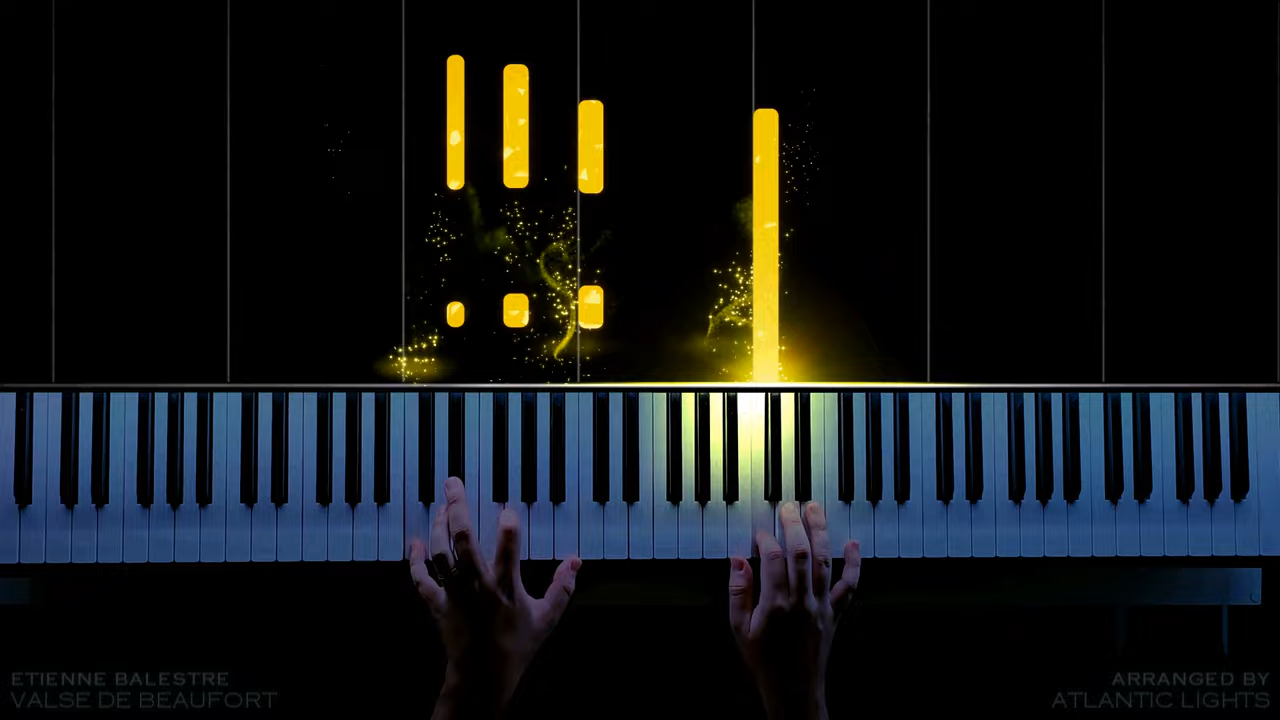 ETIENNE BALESTRE
VALSE DE BEAUFORT
ARRANGED BY
ATLANTIC LIGHTS